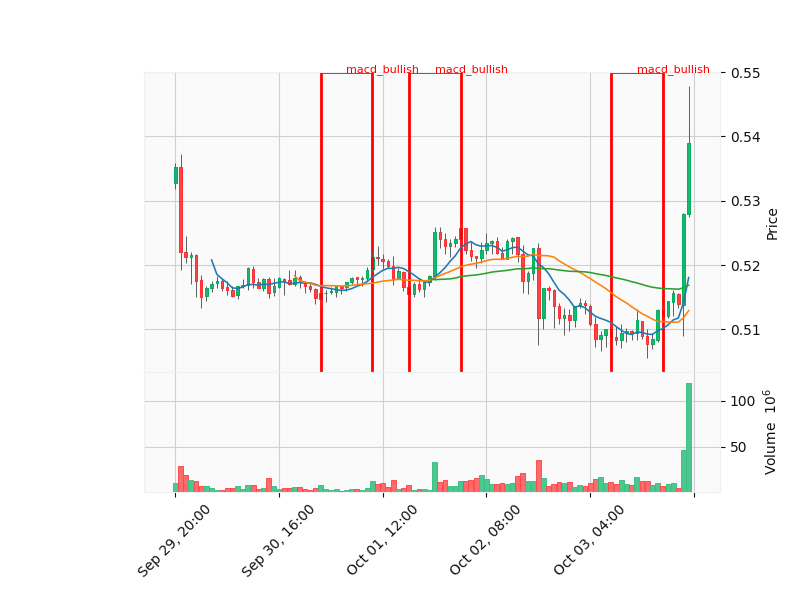 macd_bullish macd_bullish macd_bullish
0.55
0.54
0.53
0.52
0.51
Price
100
50
Volume 10^6
Sep 29, 20:00
Sep 30, 16:00
Oct 01, 12:00
Oct 02, 08:00
Oct 03, 04:00